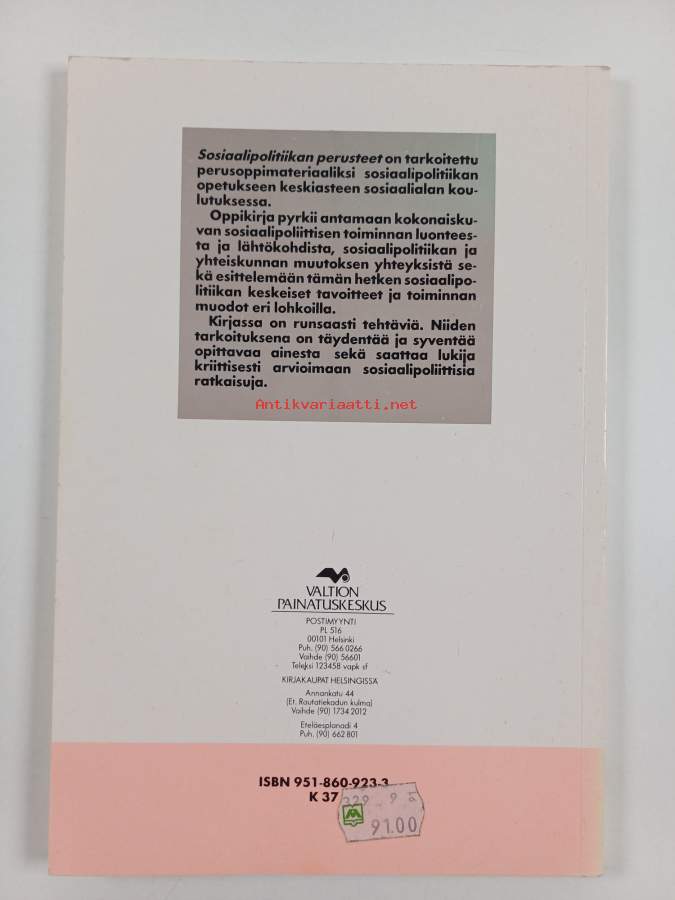 Sosiaalipolitiikan perusteet on tarkoitettu
perusoppimateriaaliksi sosiaalipolitiikan
opetukseen keskiasteen sosiaalialan kou-
lutuksessa.
Oppikirja pyrkii antamaan kokonaisku-
van sosiaalipoliittisen toiminnan luontees-
ta ja lähtökohdista, sosiaalipolitiikan ja
yhteiskunnan muutoksen yhteyksistä se-
kä esittelemään tämän hetken sosiaalipo-
litiikan keskeiset tavoitteet ja toiminnan
muodot eri lohkoilla.
Kirjassa on runsaasti tehtäviä. Niiden
tarkoituksena on täydentää ja syventää
opittavaa ainesta sekä saattaa lukija
kriittisesti arvioimaan sosiaalipoliittisia
ratkaisuja.
Antikvariaatti.net
VALTION
PAINATUSKESKUS
POSTIMYYNTI
PL 516
00101 Helsinki
Puh. (90) 566 0266
Vaihde (90) 56601
Teleksi 123458 vapk sf
KIRJAKAUPAT HELSINGISSÄ
Annankatu 44
(Et. Rautatiekadun kulma)
Vaihde (90) 1734 2012
Eteläesplanadi 4
Puh. (90) 662 801
ISBN 951-860-923-3
K 37
91.00